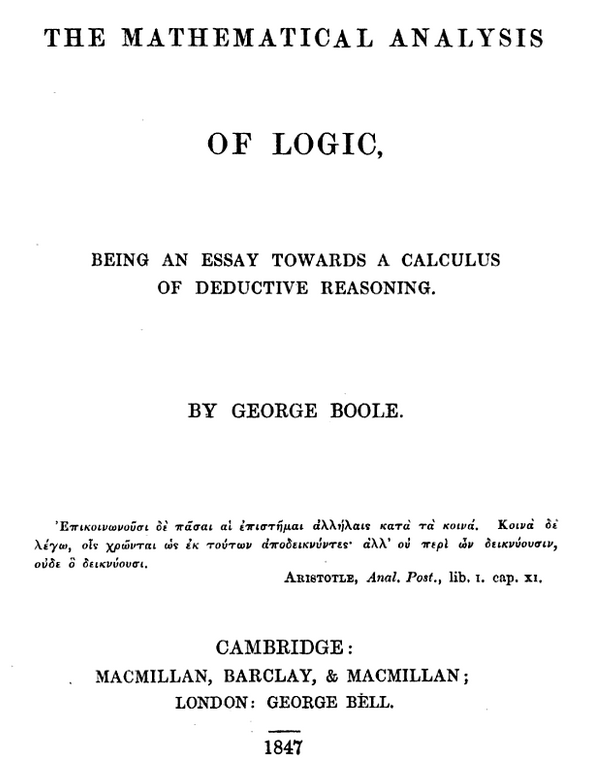 THE MATHEMATICAL ANALYSIS
OF LOGIC,
BEING AN ESSAY TOWARDS A CALCULUS
OF DEDUCTIVE REASONING.
BY GEORGE BOOLE.
Ἐπικοινωνοῦσι δὲ πᾶσαι αἱ ἐπιστῆμαι ἀλλήλαις κατὰ τὰ κοινά. Κοινὰ δὲ
λέγω, οἷς χρῶνται ὡς ἐκ τούτων ἀποδεικνύντες· ἀλλ' οὐ περὶ ὧν δεικνύουσιν,
οὐδε ὃ δεικνύουσι.
ARISTOTLE, Anal. Post., lib. I. cap. XI.
CAMBRIDGE:
MACMILLAN, BARCLAY, & MACMILLAN;
LONDON: GEORGE BELL.
1847